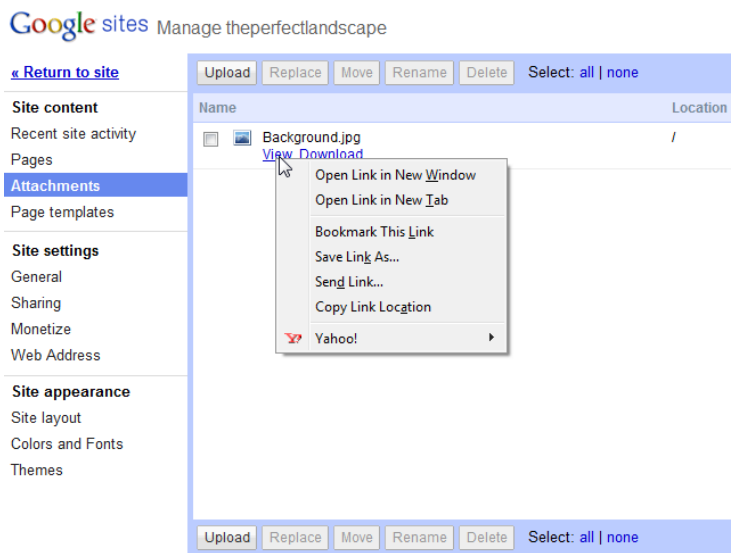 Google sites Manage theperfectlandscape
« Return to site
Upload Replace Move Rename Delete Select: all | none
Site content
Recent site activity
Pages
Attachments
Page templates
Site settings
General
Sharing
Monetize
Web Address
Site appearance
Site layout
Colors and Fonts
Themes
Name Location
Background.jpg /
View Download
Open Link in New Window
Open Link in New Tab
Bookmark This Link
Save Link As...
Send Link...
Copy Link Location
Y! Yahoo!
Upload Replace Move Rename Delete Select: all | none